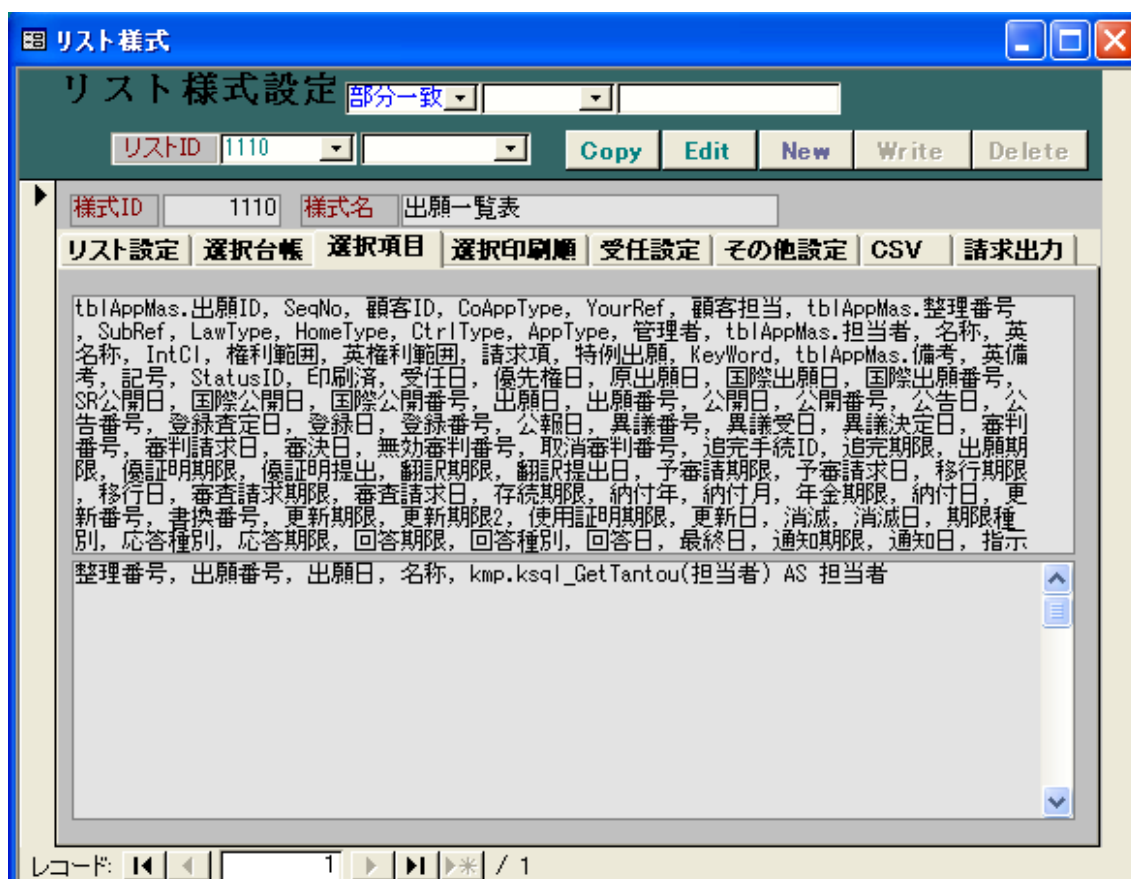 リスト様式
リスト様式設定 部分一致
リストID 1110 Copy Edit New Write Delete
様式ID 1110 様式名 出願一覧表
リスト設定 選択台帳 選択項目 選択印刷順 受任設定 その他設定 CSV 請求出力
tblAppMas.出願ID, SeqNo, 顧客ID, CoAppType, YourRef, 顧客担当, tblAppMas.整理番号
, SubRef, LawType, HomeType, CtrlType, AppType, 管理者, tblAppMas.担当者, 名称, 英
名称, IntCl, 権利範囲, 英権利範囲, 請求項, 特例出願, KeyWord, tblAppMas.備考, 英備
考, 記号, StatusID, 印刷済, 受任日, 優先権日, 原出願日, 国際出願日, 国際出願番号,
SR公開日, 国際公開日, 国際公開番号, 出願日, 出願番号, 公開日, 公開番号, 公告日, 公
告番号, 登録査定日, 登録日, 登録番号, 公報日, 異議番号, 異議受日, 異議決定日, 審判
番号, 審判請求日, 審決日, 無効審判番号, 取消審判番号, 追完手続ID, 追完期限, 出願期
限, 優証明期限, 優証明提出, 翻訳期限, 翻訳提出日, 予審請期限, 予審請求日, 移行期限
, 移行日, 審査請求期限, 審査請求日, 存続期限, 納付年, 納付月, 年金期限, 納付日, 更
新番号, 書換番号, 更新期限, 更新期限2, 使用証明期限, 更新日, 消滅, 消滅日, 期限種
別, 応答種別, 応答期限, 回答期限, 回答種別, 回答日, 最終日, 通知期限, 通知日, 指示
整理番号, 出願番号, 出願日, 名称, kmp.ksql_GetTantou(担当者) AS 担当者
レコード: 1 / 1